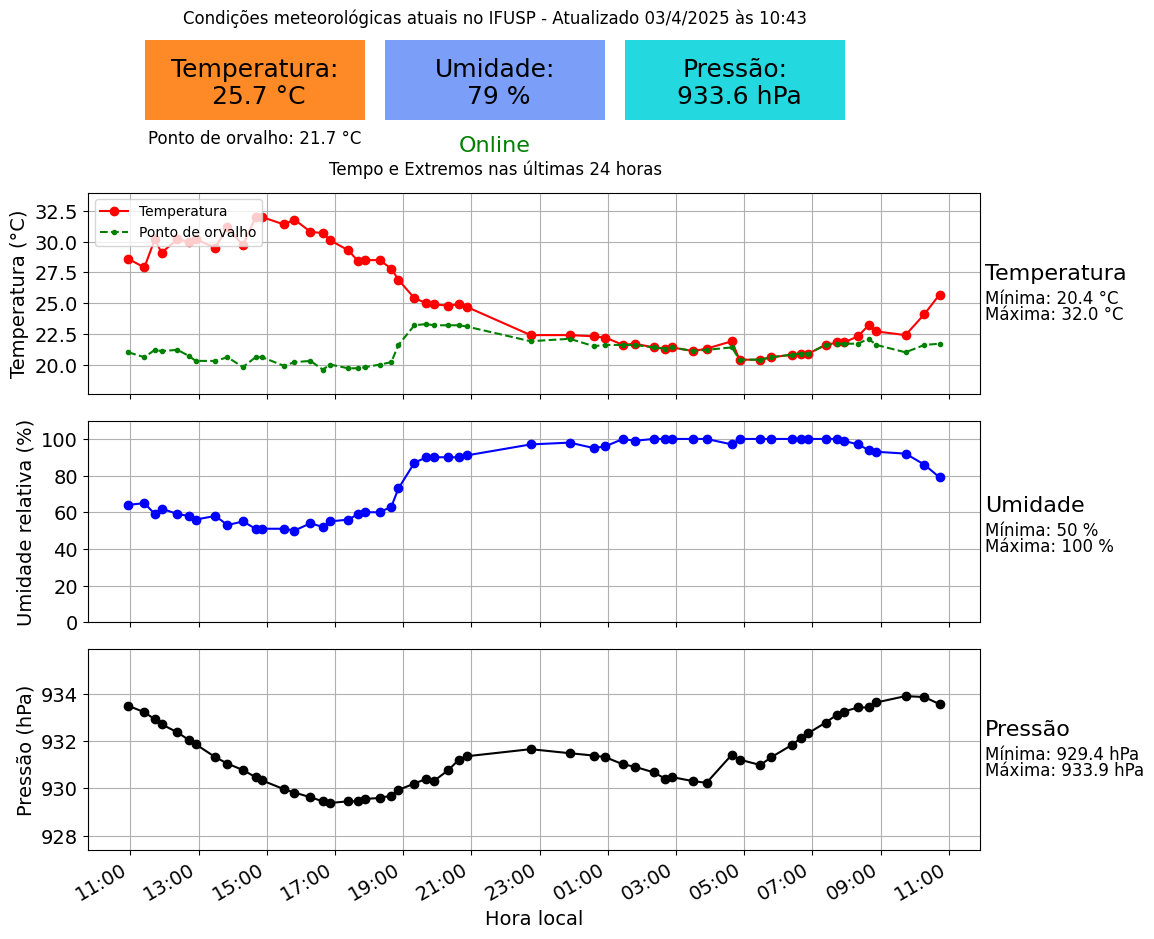 Condições meteorológicas atuais no IFUSP - Atualizado 03/4/2025 às 10:43
Temperatura:
25.7 °C
Umidade:
79 %
Pressão:
933.6 hPa
Ponto de orvalho: 21.7 °C
Online
Tempo e Extremos nas últimas 24 horas
Temperatura (°C)
32.5
30.0
27.5
25.0
22.5
20.0
Temperatura
Ponto de orvalho
Temperatura
Mínima: 20.4 °C
Máxima: 32.0 °C
Umidade relativa (%)
100
80
60
40
20
0
Umidade
Mínima: 50 %
Máxima: 100 %
Pressão (hPa)
934
932
930
928
Pressão
Mínima: 929.4 hPa
Máxima: 933.9 hPa
11:00 13:00 15:00 17:00 19:00 21:00 23:00 01:00 03:00 05:00 07:00 09:00 11:00
Hora local